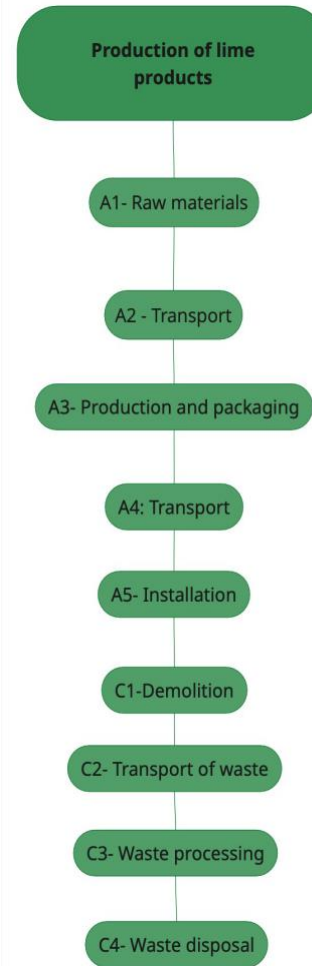 Production of lime
products
A1- Raw materials
A2 - Transport
A3- Production and packaging
A4: Transport
A5- Installation
C1-Demolition
C2- Transport of waste
C3- Waste processing
C4- Waste disposal